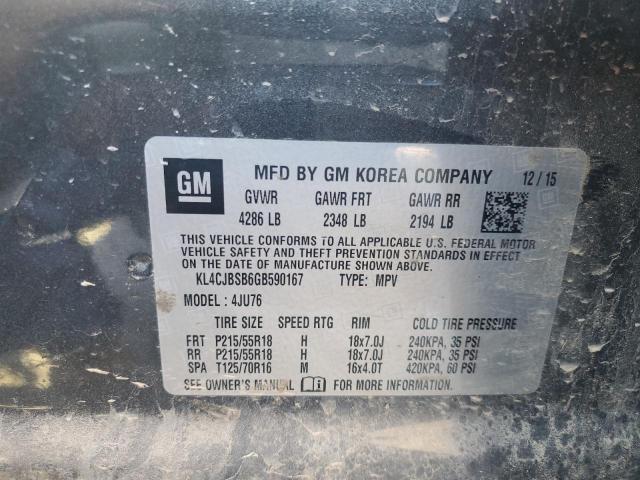 GM MFD BY GM KOREA COMPANY 12/15
GVWR GAWR FRT GAWR RR
4286 LB 2348 LB 2194 LB
THIS VEHICLE CONFORMS TO ALL APPLICABLE U.S. FEDERAL MOTOR
VEHICLE SAFETY AND THEFT PREVENTION STANDARDS IN EFFECT
ON THE DATE OF MANUFACTURE SHOWN ABOVE.
KL4CJBSB6GB590167 TYPE: MPV
MODEL: 4JU76
TIRE SIZE SPEED RTG RIM COLD TIRE PRESSURE
FRT P215/55R18 H 18x7.0J 240KPA, 35 PSI
RR P215/55R18 H 18x7.0J 240KPA, 35 PSI
SPA T125/70R16 M 16x4.0T 420KPA, 60 PSI
SEE OWNER'S MANUAL FOR MORE INFORMATION.